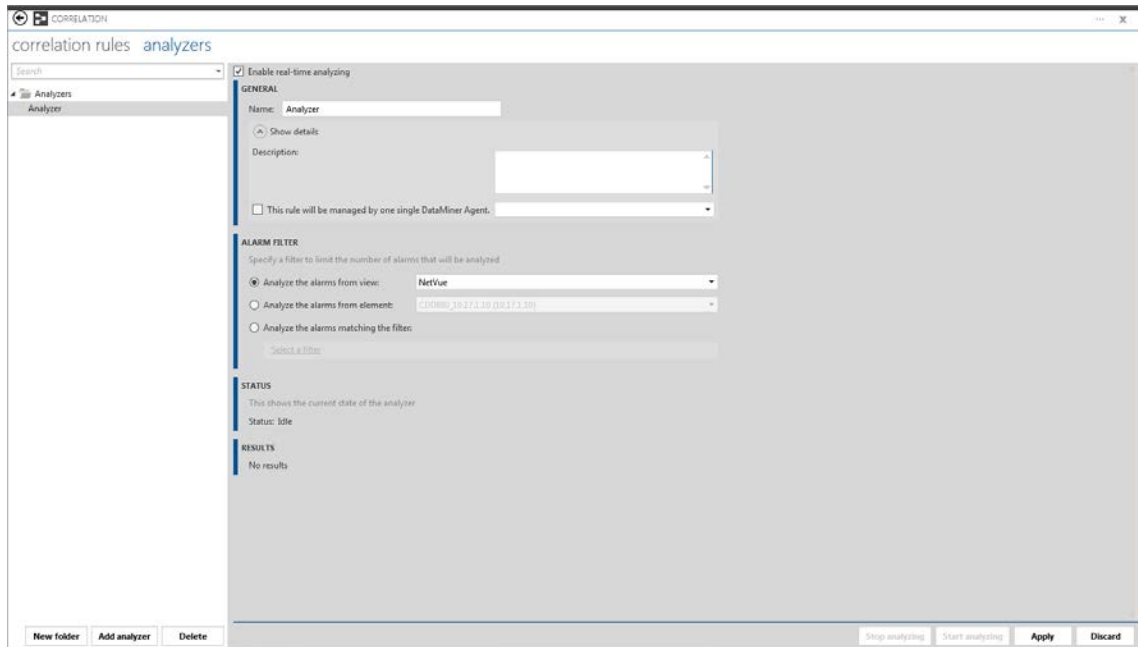 CORRELATION
... X
correlation rules analyzers
Search
Enable real-time analyzing
Analyzers
Analyzer
GENERAL
Name: Analyzer
Show details
Description:
This rule will be managed by one single DataMiner Agent.
ALARM FILTER
Specify a filter to limit the number of alarms that will be analyzed
Analyze the alarms from view: NetVue
Analyze the alarms from element:
Analyze the alarms matching the filter:
Select a filter
STATUS
This shows the current state of the analyzer
Status: Idle
RESULTS
No results
New folder Add analyzer Delete Stop analyzing Start analyzing Apply Discard